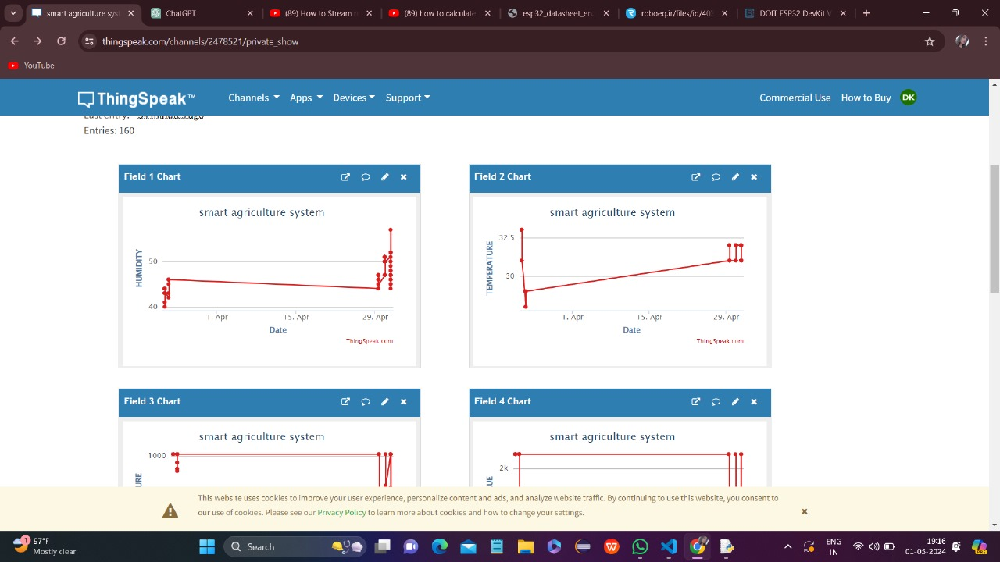 smart agriculture sys
ChatGPT
(89) How to Stream r
(89) how to calculate
esp32_datasheet_en.
roboeq.ir/files/id/40
DOIT ESP32 DevKit V
thingspeak.com/channels/2478521/private_show
YouTube
ThingSpeak™
Channels
Apps
Devices
Support
Commercial Use
How to Buy
DK
Last entry:
Entries: 160
Field 1 Chart
smart agriculture system
HUMIDITY
50
40
1. Apr
15. Apr
29. Apr
Date
ThingSpeak.com
Field 2 Chart
smart agriculture system
TEMPERATURE
32.5
30
1. Apr
15. Apr
29. Apr
Date
ThingSpeak.com
Field 3 Chart
smart agriculture system
1000
URE
Field 4 Chart
smart agriculture system
2k
UE
This website uses cookies to improve your user experience, personalize content and ads, and analyze website traffic. By continuing to use this website, you consent to
our use of cookies. Please see our Privacy Policy to learn more about cookies and how to change your settings.
1
97°F
Mostly clear
Search
ENG
IN
19:16
01-05-2024
PRE